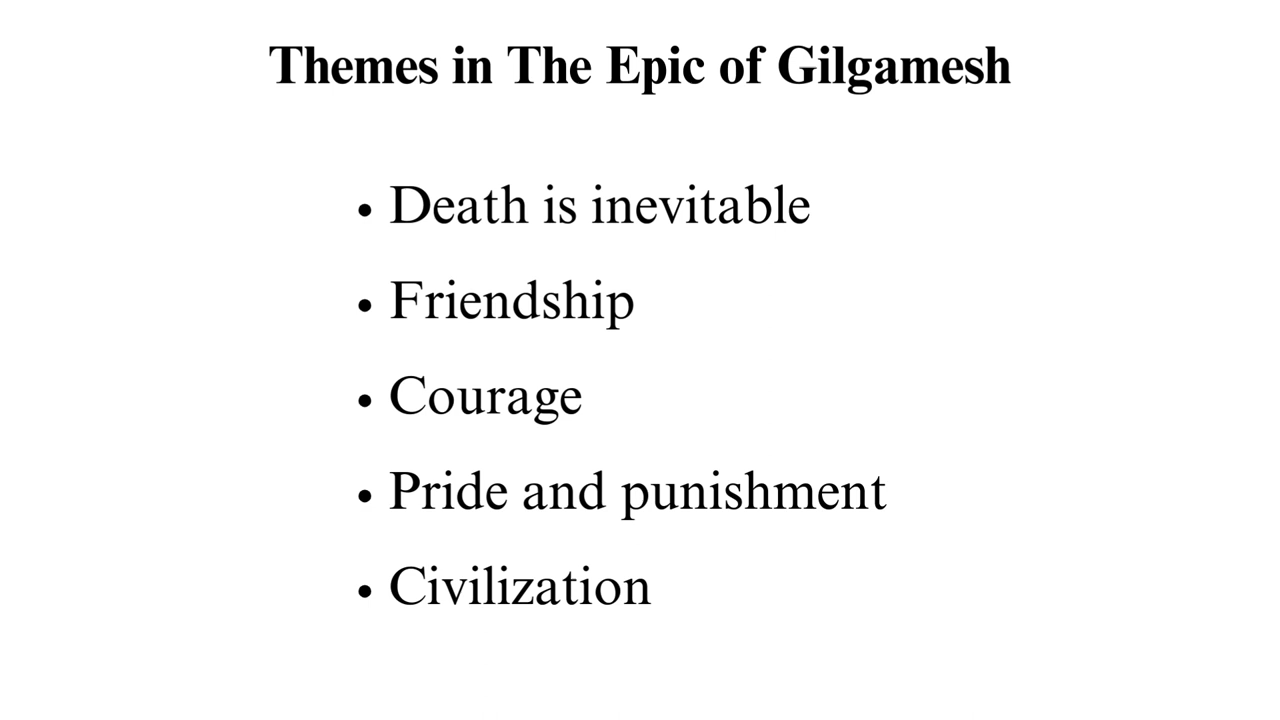 Themes in The Epic of Gilgamesh
• Death is inevitable
• Friendship
• Courage
• Pride and punishment
• Civilization